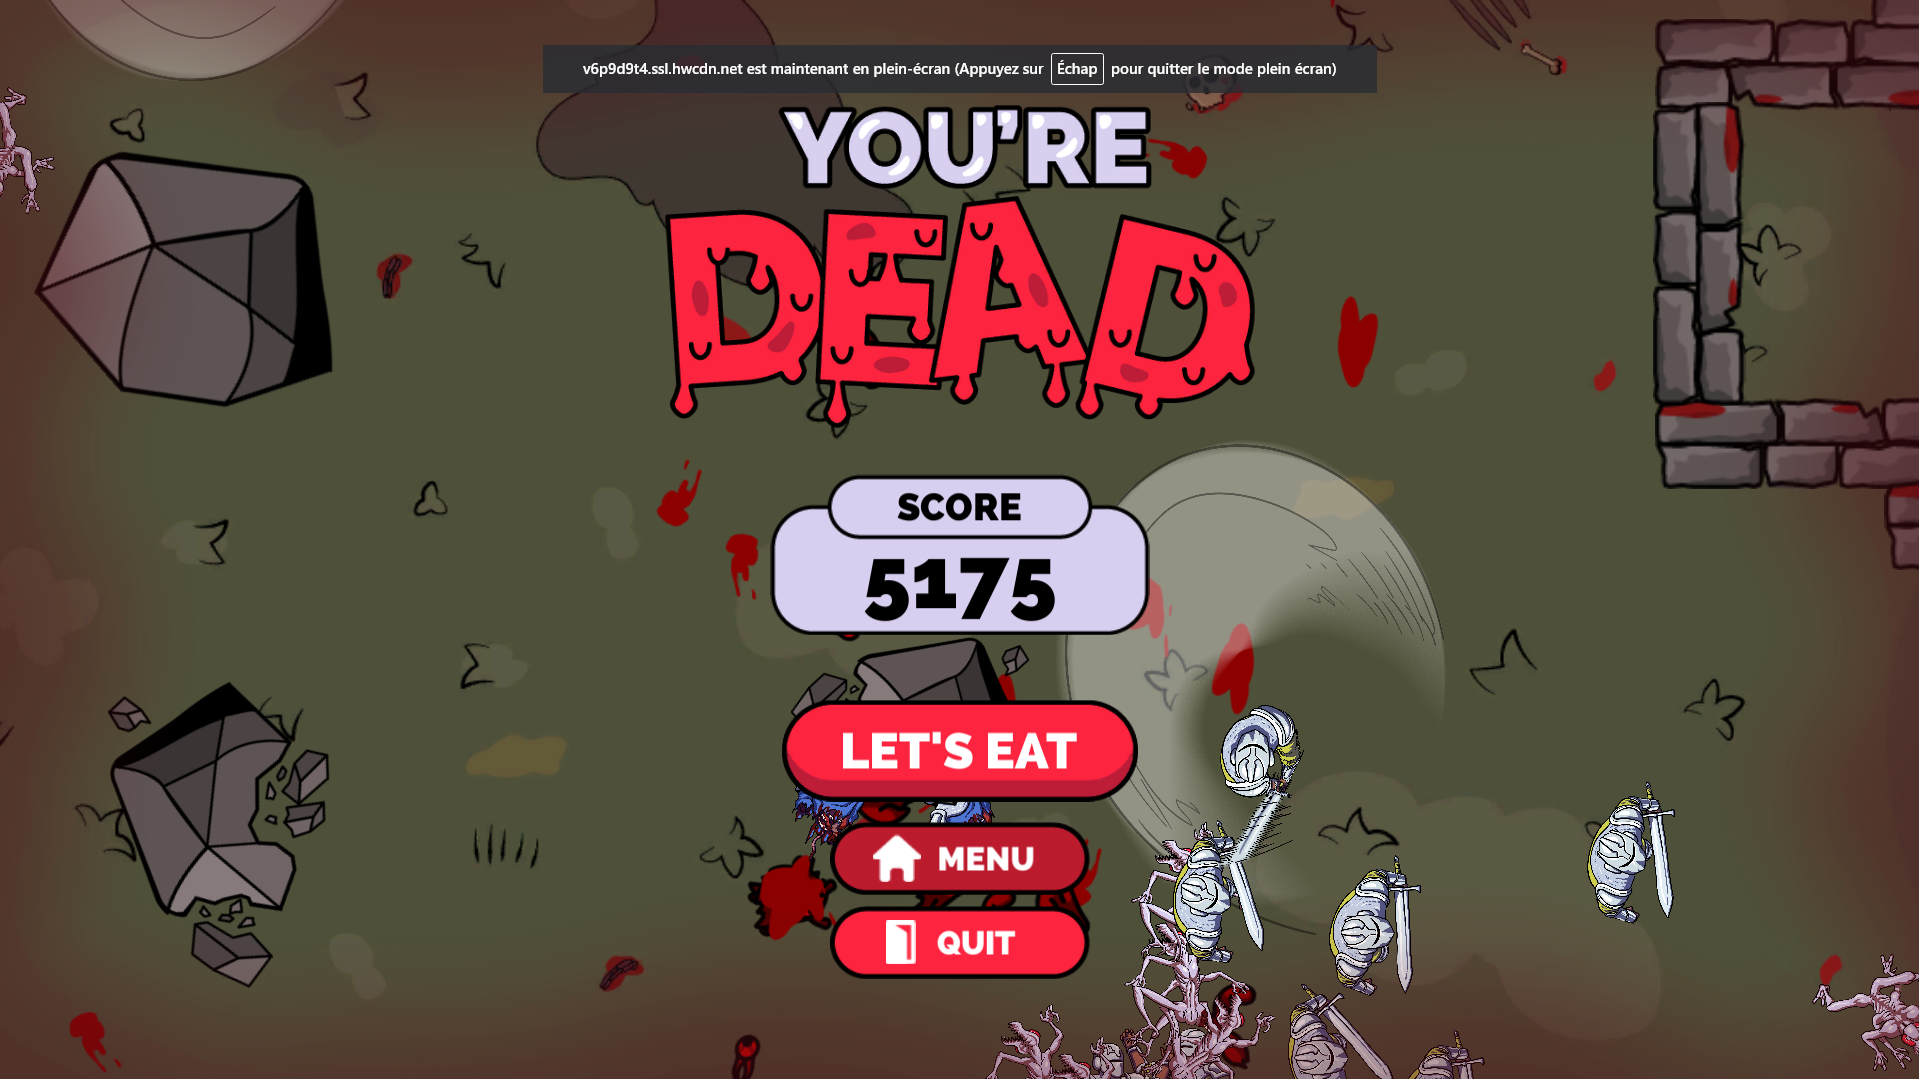 v6p9d9t4.ssl.hwcdn.net est maintenant en plein-écran (Appuyez sur Échap pour quitter le mode plein écran)
YOU'RE
DEAD
SCORE
5175
LET'S EAT
MENU
QUIT